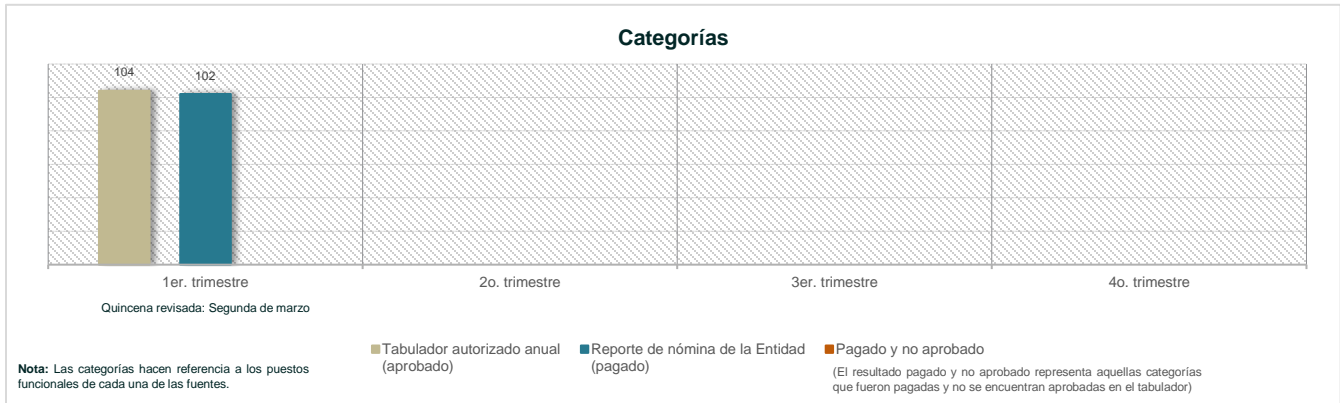 Categorías
104
102
1er. trimestre
2o. trimestre
3er. trimestre
4o. trimestre
Quincena revisada: Segunda de marzo
Tabulador autorizado anual
(aprobado)
Reporte de nómina de la Entidad
(pagado)
Pagado y no aprobado
(El resultado pagado y no aprobado representa aquellas categorías
que fueron pagadas y no se encuentran aprobadas en el tabulador)
Nota: Las categorías hacen referencia a los puestos
funcionales de cada una de las fuentes.